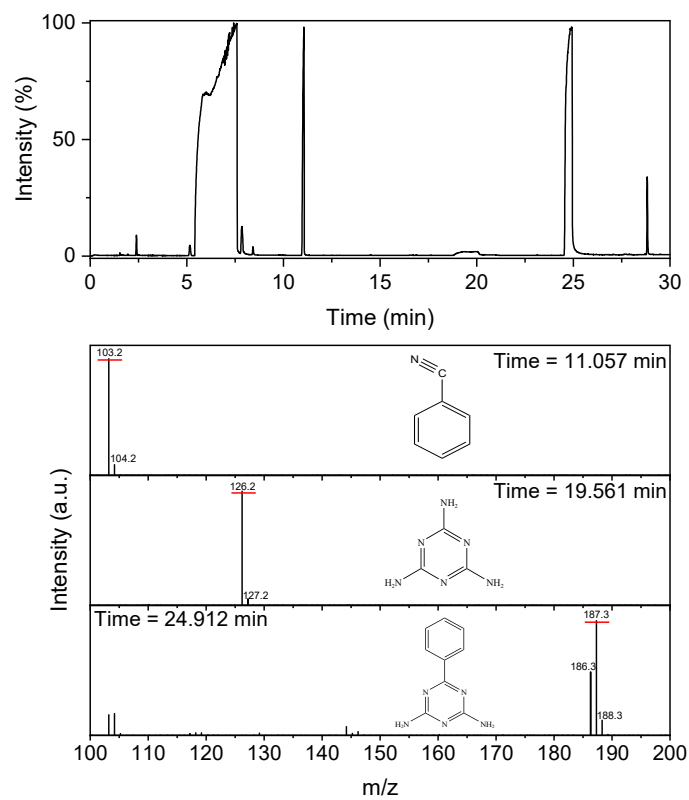 100
50
0
Intensity (%)
0 5 10 15 20 25 30
Time (min)
103.2
104.2
N
C
Time = 11.057 min
126.2
127.2
NH₂
N N
N
H₂N NH₂
Time = 19.561 min
Intensity (a.u.)
Time = 24.912 min
187.3
186.3
188.3
N N
N
H₂N NH₂
100 110 120 130 140 150 160 170 180 190 200
m/z